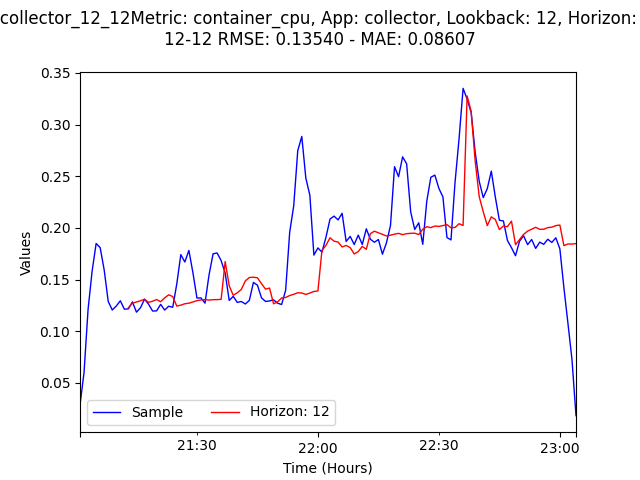 collector_12_12Metric: container_cpu, App: collector, Lookback: 12, Horizon:
12-12 RMSE: 0.13540 - MAE: 0.08607
0.35
0.30
0.25
0.20
0.15
0.10
0.05
Values
Sample
Horizon: 12
21:30
22:00
22:30
23:00
Time (Hours)